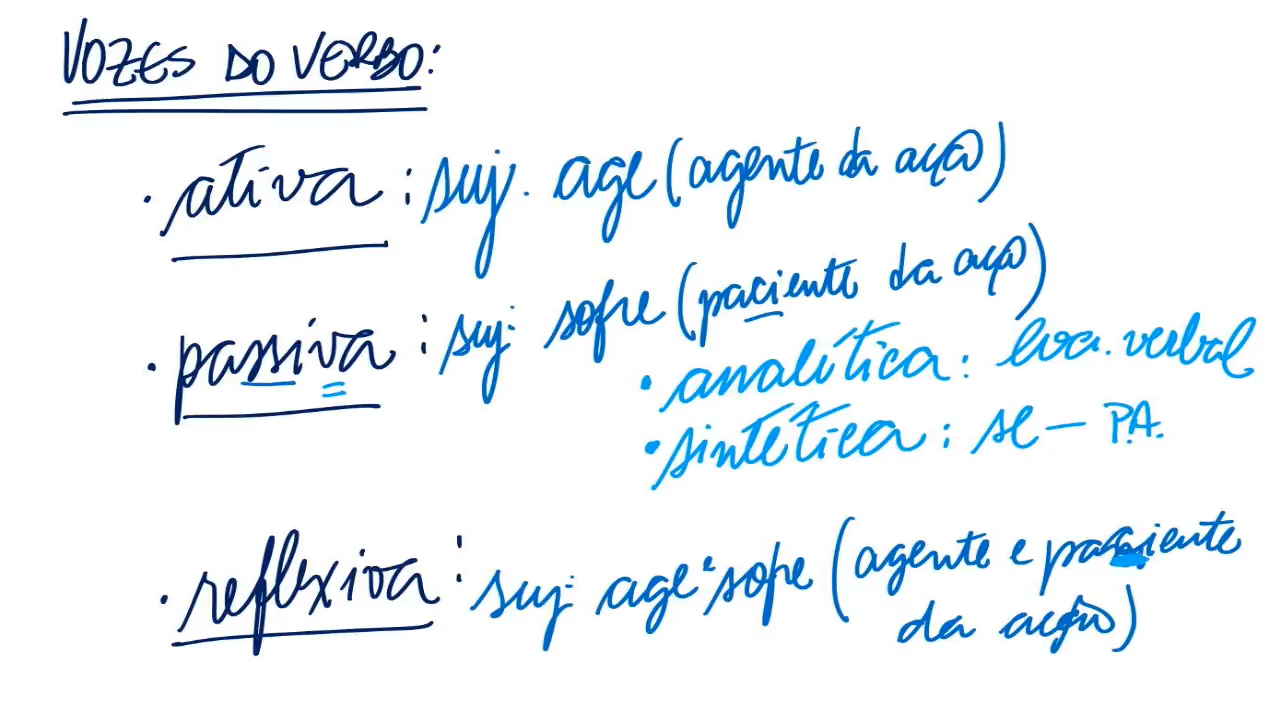 VOZES DO VERBO:
• ativa: suj. age (agente da ação)
• passiva: suj. sofre (paciente da ação)
• analítica: loc. verbal
• sintética: se – P.A.
• reflexiva: suj. age e sofre (agente e paciente
da acção)